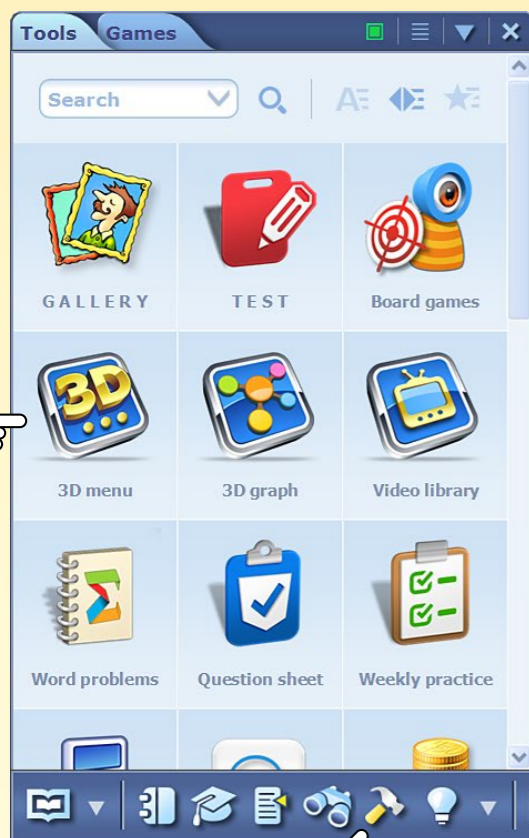 Tools Games
Search
GALLERY TEST Board games
3D
3D menu 3D graph Video library
Word problems Question sheet Weekly practice